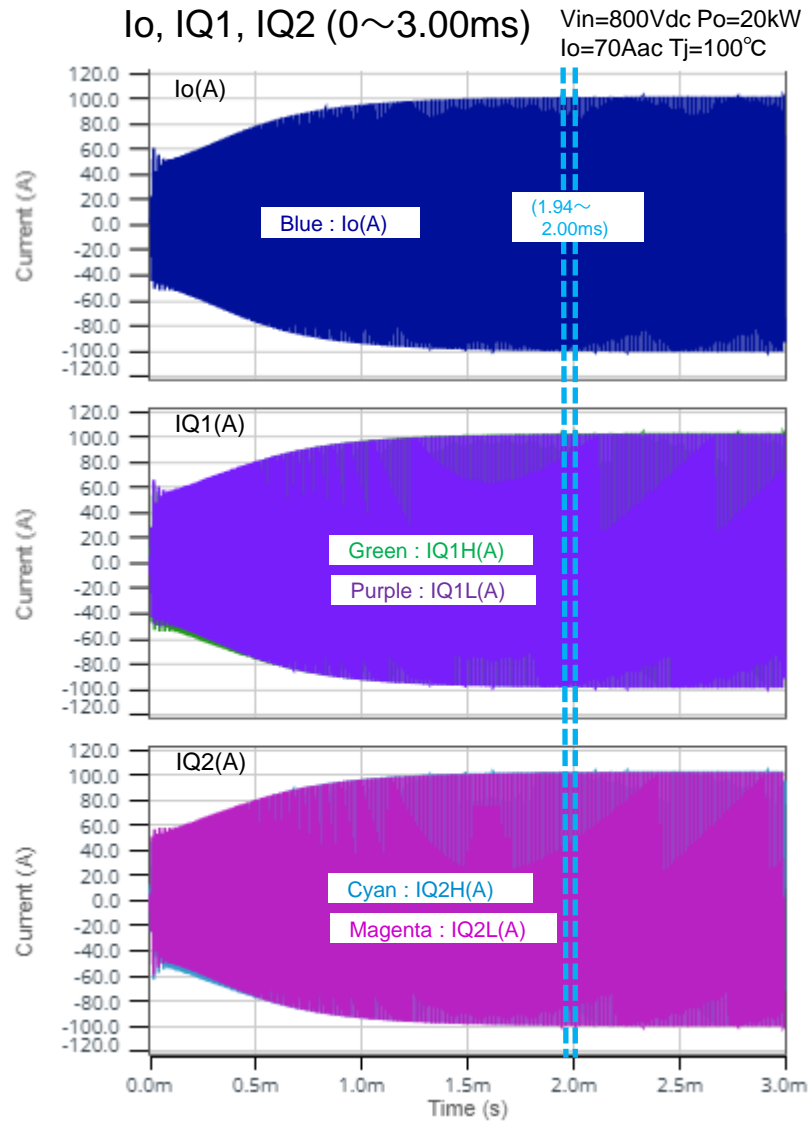 Io, IQ1, IQ2 (0～3.00ms)
Vin=800Vdc Po=20kW
Io=70Aac Tj=100℃
Io(A)
120.0
100.0
80.0
60.0
40.0
20.0
0.0
-20.0
-40.0
-60.0
-80.0
-100.0
-120.0
Current (A)
Blue : Io(A)
(1.94～
2.00ms)
IQ1(A)
120.0
100.0
80.0
60.0
40.0
20.0
0.0
-20.0
-40.0
-60.0
-80.0
-100.0
-120.0
Current (A)
Green : IQ1H(A)
Purple : IQ1L(A)
IQ2(A)
120.0
100.0
80.0
60.0
40.0
20.0
0.0
-20.0
-40.0
-60.0
-80.0
-100.0
-120.0
Current (A)
Cyan : IQ2H(A)
Magenta : IQ2L(A)
0.0m 0.5m 1.0m 1.5m 2.0m 2.5m 3.0m
Time (s)